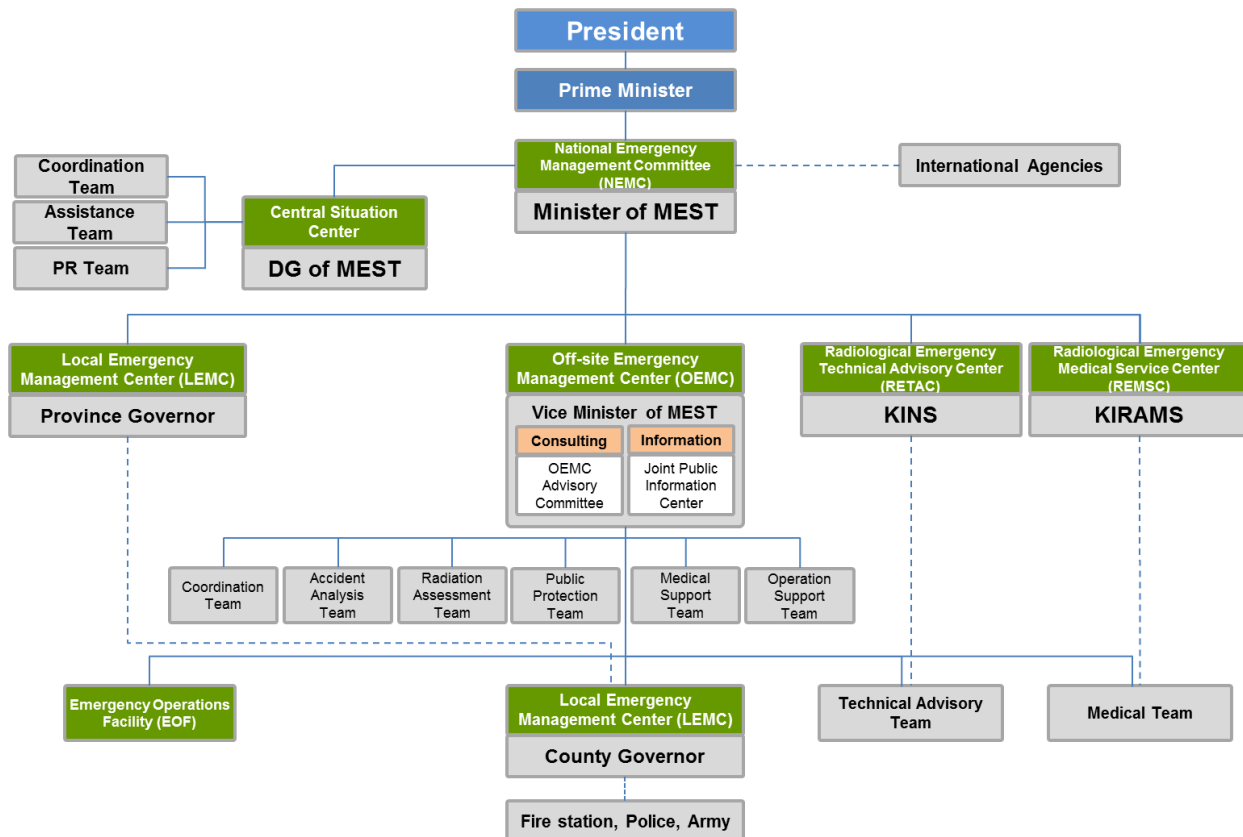 President
Prime Minister
National Emergency
Management Committee
(NEMC)
Minister of MEST
International Agencies
Coordination
Team
Assistance
Team
PR Team
Central Situation
Center
DG of MEST
Local Emergency
Management Center (LEMC)
Province Governor
Off-site Emergency
Management Center (OEMC)
Vice Minister of MEST
Consulting
OEMC
Advisory
Committee
Information
Joint Public
Information
Center
Radiological Emergency
Technical Advisory Center
(RETAC)
KINS
Radiological Emergency
Medical Service Center
(REMSC)
KIRAMS
Coordination
Team
Accident
Analysis
Team
Radiation
Assessment
Team
Public
Protection
Team
Medical
Support
Team
Operation
Support
Team
Emergency Operations
Facility (EOF)
Local Emergency
Management Center (LEMC)
County Governor
Technical Advisory
Team
Medical Team
Fire station, Police, Army